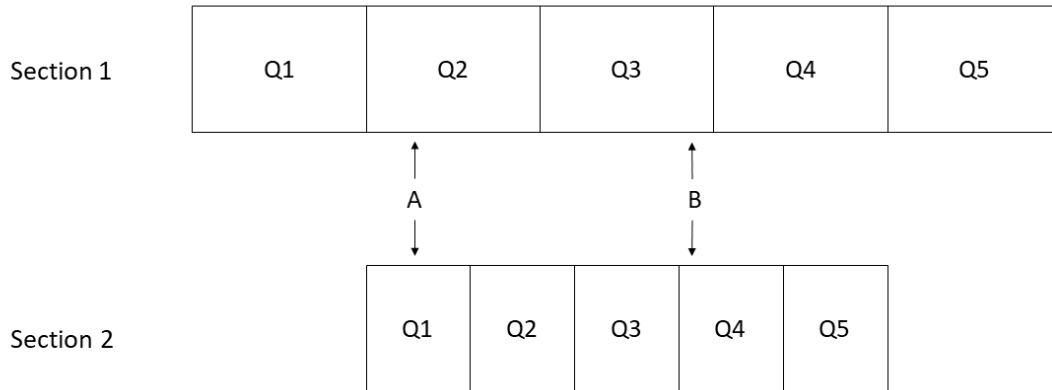 Section 1 Q1 Q2 Q3 Q4 Q5
A B
Section 2 Q1 Q2 Q3 Q4 Q5